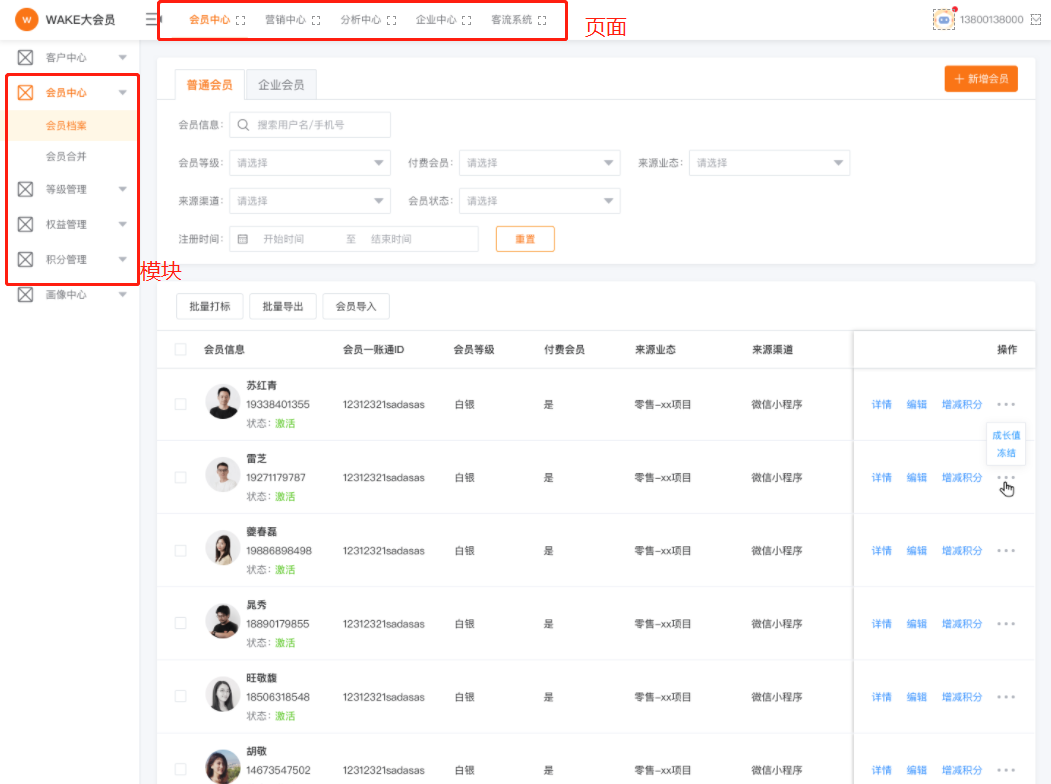 W WAKE大会员
会员中心 营销中心 分析中心 企业中心 客流系统
页面
13800138000
客户中心
会员中心
会员档案
会员合并
等级管理
权益管理
积分管理
模块
画像中心
普通会员 企业会员
+ 新增会员
会员信息: 搜索用户名/手机号
会员等级: 请选择 付费会员: 请选择 来源业态: 请选择
来源渠道: 请选择 会员状态: 请选择
注册时间: 开始时间 至 结束时间 重置
批量打标 批量导出 会员导入
会员信息 会员一账通ID 会员等级 付费会员 来源业态 来源渠道 操作
苏红青
19338401355 12312321sadasas 白银 是 零售-xx项目 微信小程序 详情 编辑 增减积分 •••
状态: 激活
成长值
冻结
雷芝
19271179787 12312321sadasas 白银 是 零售-xx项目 微信小程序 详情 编辑 增减积分 •••
状态: 激活
夔春磊
19886898498 12312321sadasas 白银 是 零售-xx项目 微信小程序 详情 编辑 增减积分 •••
状态: 激活
晁秀
18890179855 12312321sadasas 白银 是 零售-xx项目 微信小程序 详情 编辑 增减积分 •••
状态: 激活
旺敬馥
18506318548 12312321sadasas 白银 是 零售-xx项目 微信小程序 详情 编辑 增减积分 •••
状态: 激活
胡敬
14673547502 12312321sadasas 白银 是 零售-xx项目 微信小程序 详情 编辑 增减积分 •••